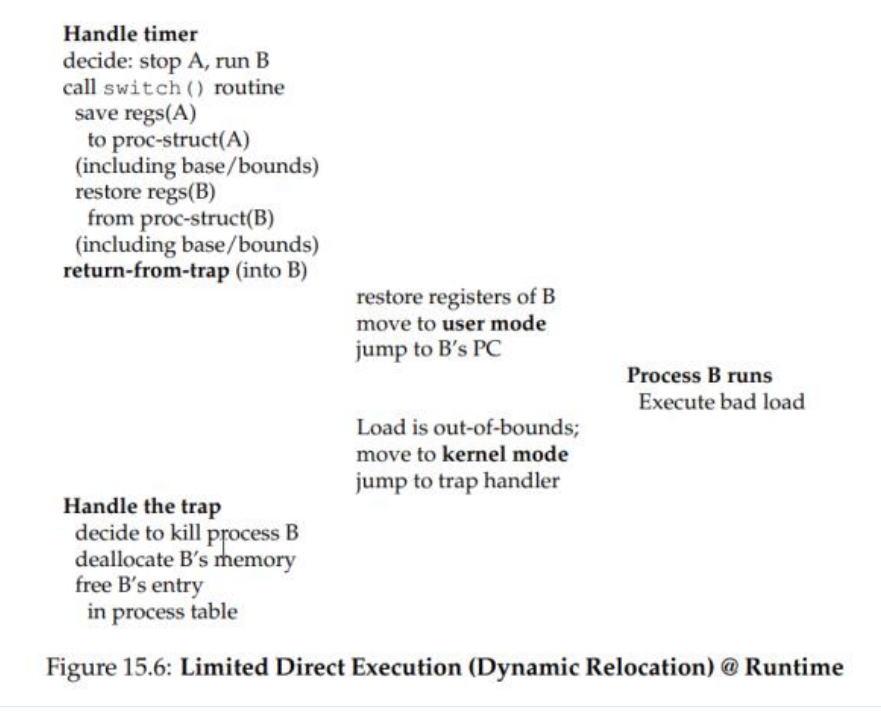 Handle timer
decide: stop A, run B
call switch() routine
save regs(A)
to proc-struct(A)
(including base/bounds)
restore regs(B)
from proc-struct(B)
(including base/bounds)
return-from-trap (into B)
restore registers of B
move to user mode
jump to B's PC
Process B runs
Execute bad load
Load is out-of-bounds;
move to kernel mode
jump to trap handler
Handle the trap
decide to kill process B
deallocate B's memory
free B's entry
in process table
Figure 15.6: Limited Direct Execution (Dynamic Relocation) @ Runtime